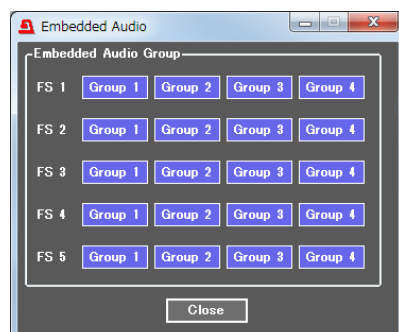 Embedded Audio
Embedded Audio Group
FS 1 Group 1 Group 2 Group 3 Group 4
FS 2 Group 1 Group 2 Group 3 Group 4
FS 3 Group 1 Group 2 Group 3 Group 4
FS 4 Group 1 Group 2 Group 3 Group 4
FS 5 Group 1 Group 2 Group 3 Group 4
Close